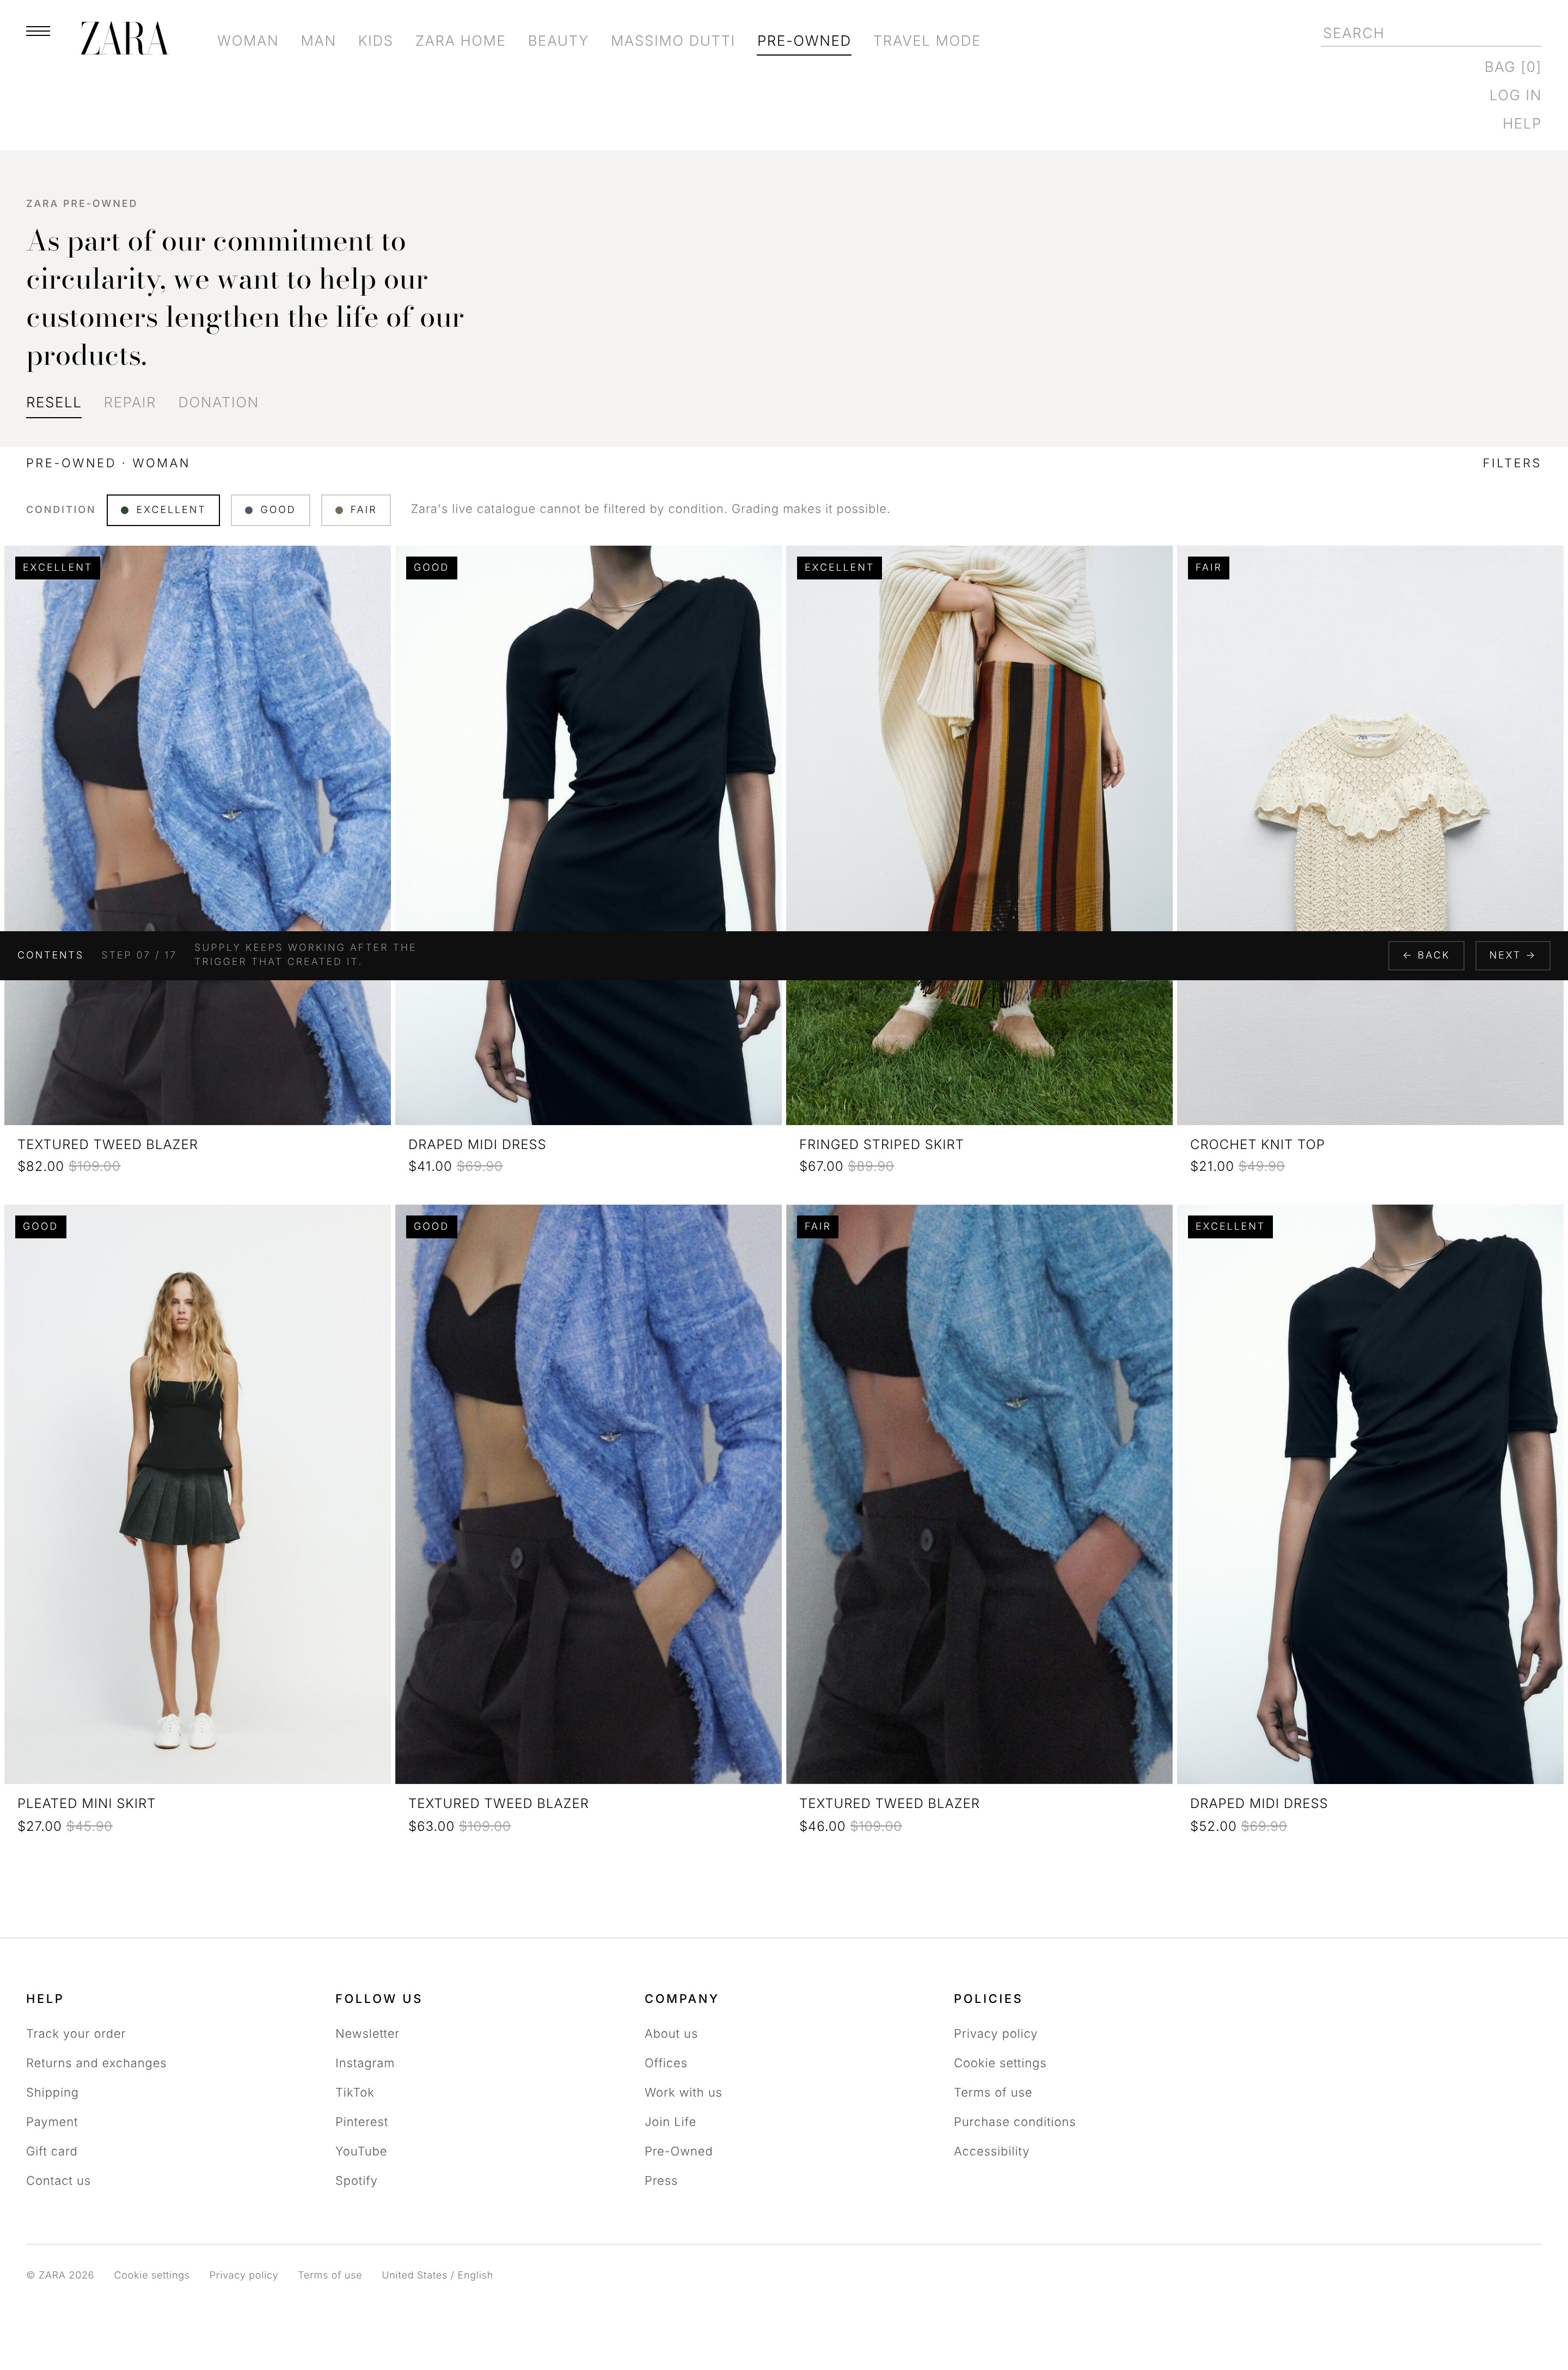 ZARA
WOMAN MAN KIDS ZARA HOME BEAUTY MASSIMO DUTTI PRE-OWNED TRAVEL MODE
SEARCH
BAG [0]
LOG IN
HELP
ZARA PRE-OWNED
As part of our commitment to
circularity, we want to help our
customers lengthen the life of our
products.
RESELL REPAIR DONATION
PRE-OWNED · WOMAN
FILTERS
CONDITION EXCELLENT GOOD FAIR Zara's live catalogue cannot be filtered by condition. Grading makes it possible.
EXCELLENT
GOOD
EXCELLENT
FAIR
CONTENTS STEP 07 / 17
SUPPLY KEEPS WORKING AFTER THE
TRIGGER THAT CREATED IT.
← BACK
NEXT →
TEXTURED TWEED BLAZER
$82.00 $109.00
DRAPED MIDI DRESS
$41.00 $69.90
FRINGED STRIPED SKIRT
$67.00 $89.90
CROCHET KNIT TOP
$21.00 $49.90
GOOD
GOOD
FAIR
EXCELLENT
PLEATED MINI SKIRT
$27.00 $45.90
TEXTURED TWEED BLAZER
$63.00 $109.00
TEXTURED TWEED BLAZER
$46.00 $109.00
DRAPED MIDI DRESS
$52.00 $69.90
HELP
Track your order
Returns and exchanges
Shipping
Payment
Gift card
Contact us
FOLLOW US
Newsletter
Instagram
TikTok
Pinterest
YouTube
Spotify
COMPANY
About us
Offices
Work with us
Join Life
Pre-Owned
Press
POLICIES
Privacy policy
Cookie settings
Terms of use
Purchase conditions
Accessibility
© ZARA 2026 Cookie settings Privacy policy Terms of use United States / English